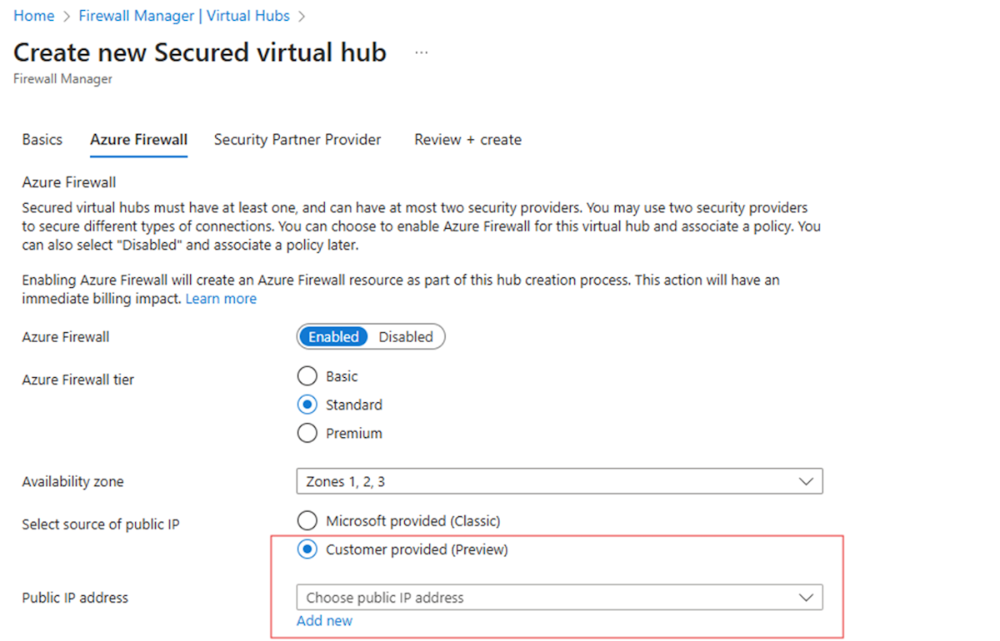 Home > Firewall Manager | Virtual Hubs >
Create new Secured virtual hub ...
Firewall Manager
Basics Azure Firewall Security Partner Provider Review + create
Azure Firewall
Secured virtual hubs must have at least one, and can have at most two security providers. You may use two security providers
to secure different types of connections. You can choose to enable Azure Firewall for this virtual hub and associate a policy. You
can also select "Disabled" and associate a policy later.
Enabling Azure Firewall will create an Azure Firewall resource as part of this hub creation process. This action will have an
immediate billing impact. Learn more
Azure Firewall Enabled Disabled
Azure Firewall tier Basic
Standard
Premium
Availability zone Zones 1, 2, 3
Select source of public IP Microsoft provided (Classic)
Customer provided (Preview)
Public IP address Choose public IP address
Add new